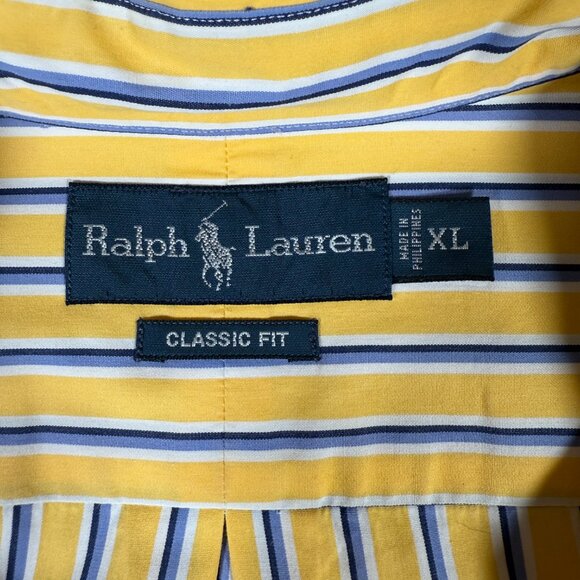 Ralph Lauren
MADE IN
PHILIPPINES
XL
CLASSIC FIT